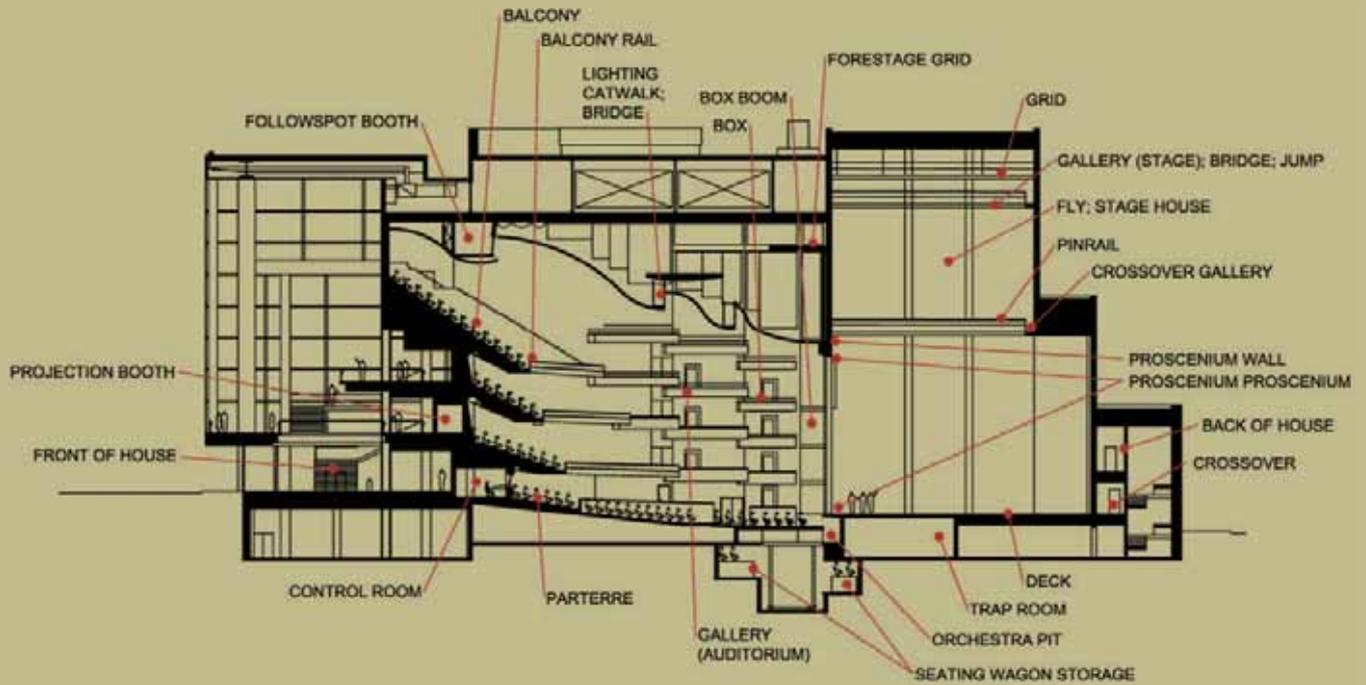 BALCONY
BALCONY RAIL
LIGHTING
CATWALK;
BRIDGE
FOLLOWSPOT BOOTH
BOX BOOM
BOX
FORESTAGE GRID
GRID
GALLERY (STAGE); BRIDGE; JUMP
FLY; STAGE HOUSE
PINRAIL
CROSSOVER GALLERY
PROSCENIUM WALL
PROSCENIUM PROSCENIUM
PROJECTION BOOTH
FRONT OF HOUSE
BACK OF HOUSE
CROSSOVER
CONTROL ROOM
PARTERRE
GALLERY
(AUDITORIUM)
DECK
TRAP ROOM
ORCHESTRA PIT
SEATING WAGON STORAGE